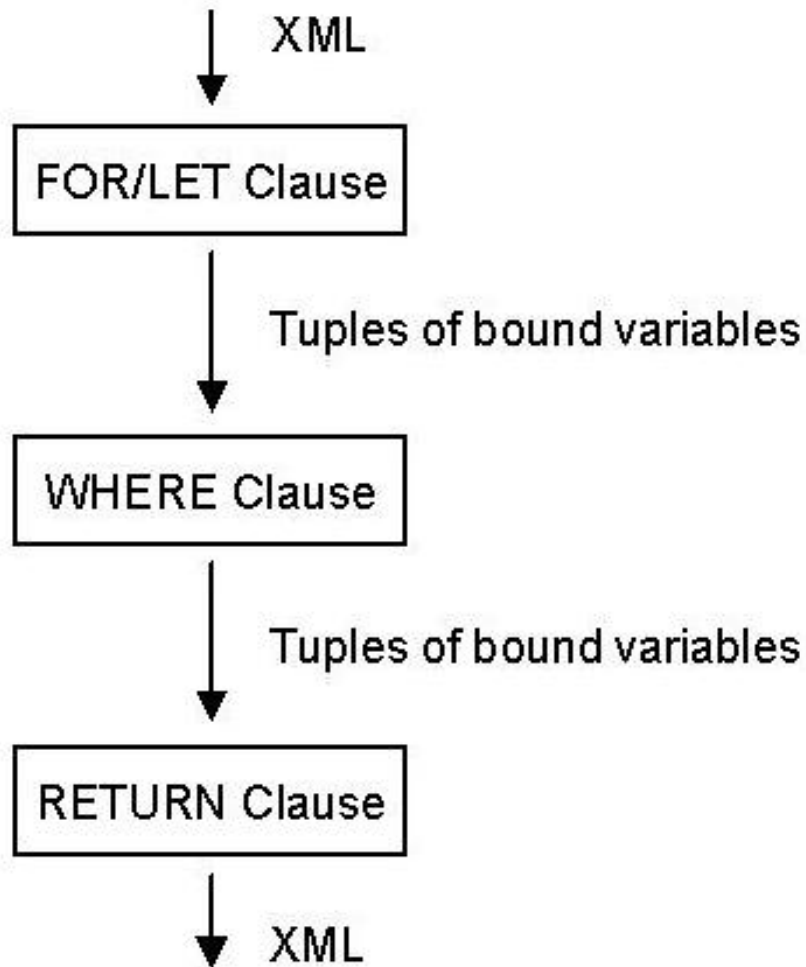 XML
FOR/LET Clause
Tuples of bound variables
WHERE Clause
Tuples of bound variables
RETURN Clause
XML